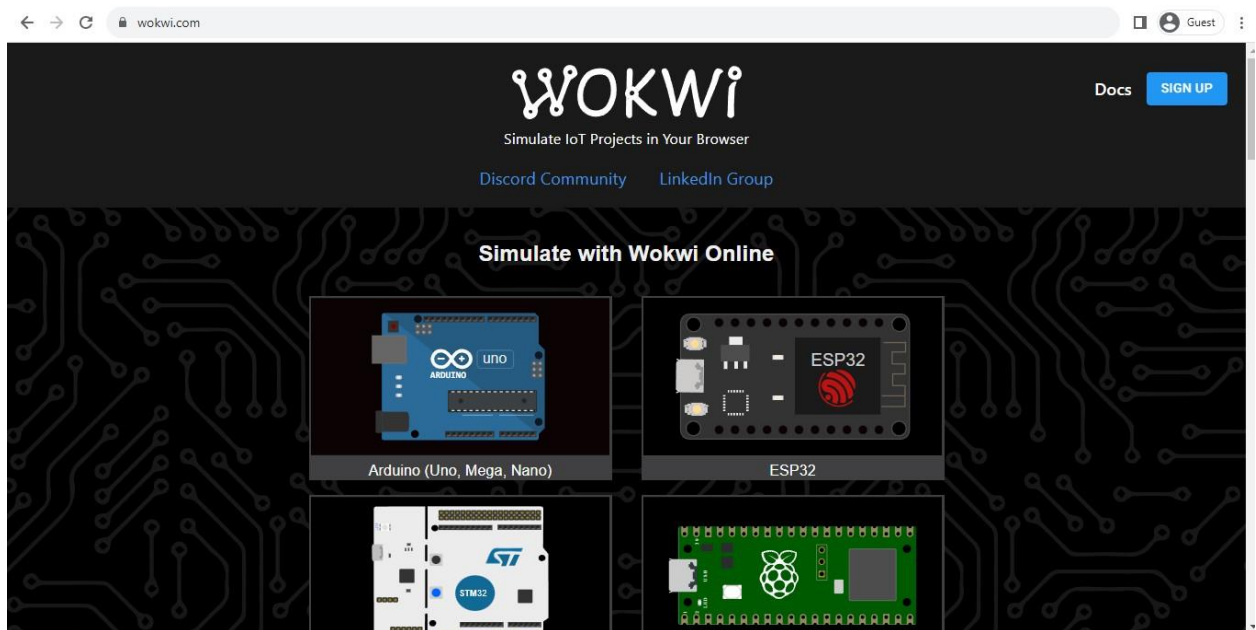 wokwi.com
Guest
WOKWi
Simulate IoT Projects in Your Browser
Docs
SIGN UP
Discord Community
LinkedIn Group
Simulate with Wokwi Online
ARDUINO
uno
ESP32
Arduino (Uno, Mega, Nano)
ESP32
ST
STM32